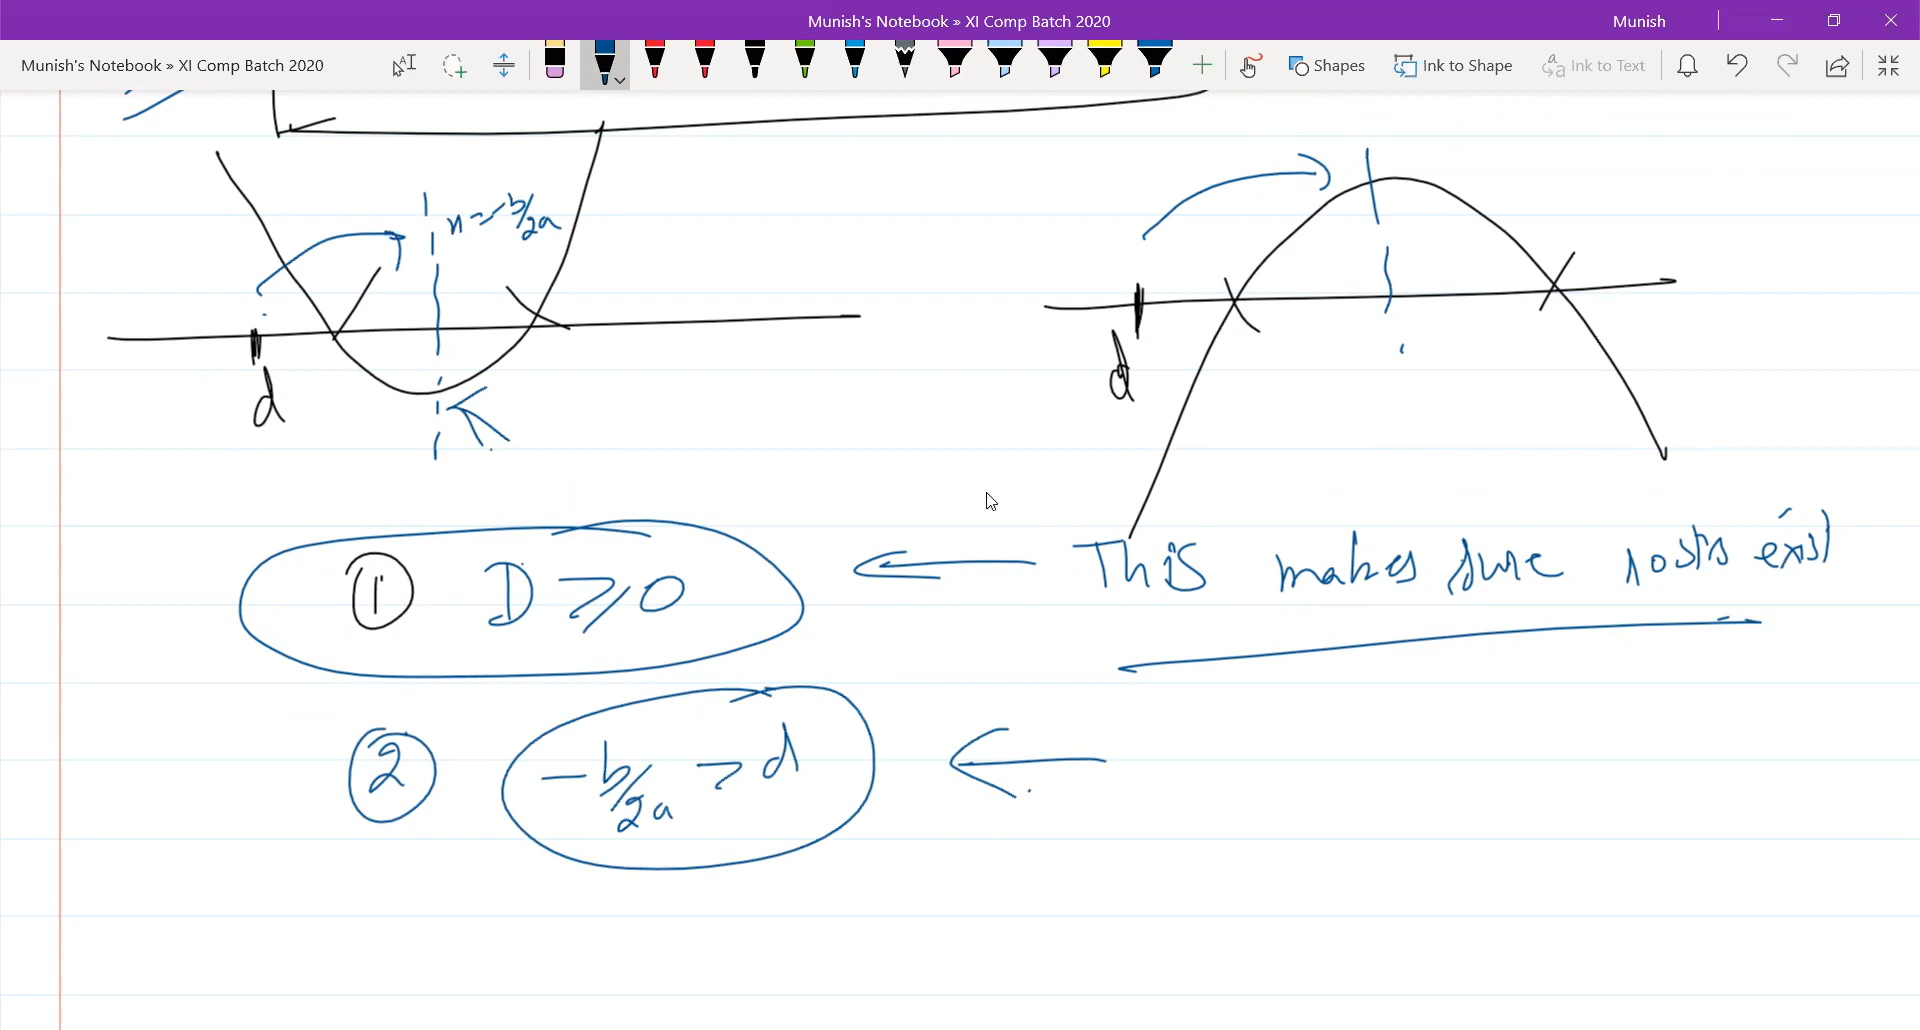 Munish's Notebook » XI Comp Batch 2020
Munish
Munish's Notebook » XI Comp Batch 2020
Shapes
Ink to Shape
Ink to Text
x = -b/2a
d
d
① D ≥ 0
This makes sure roots exist
② -b/2a > d